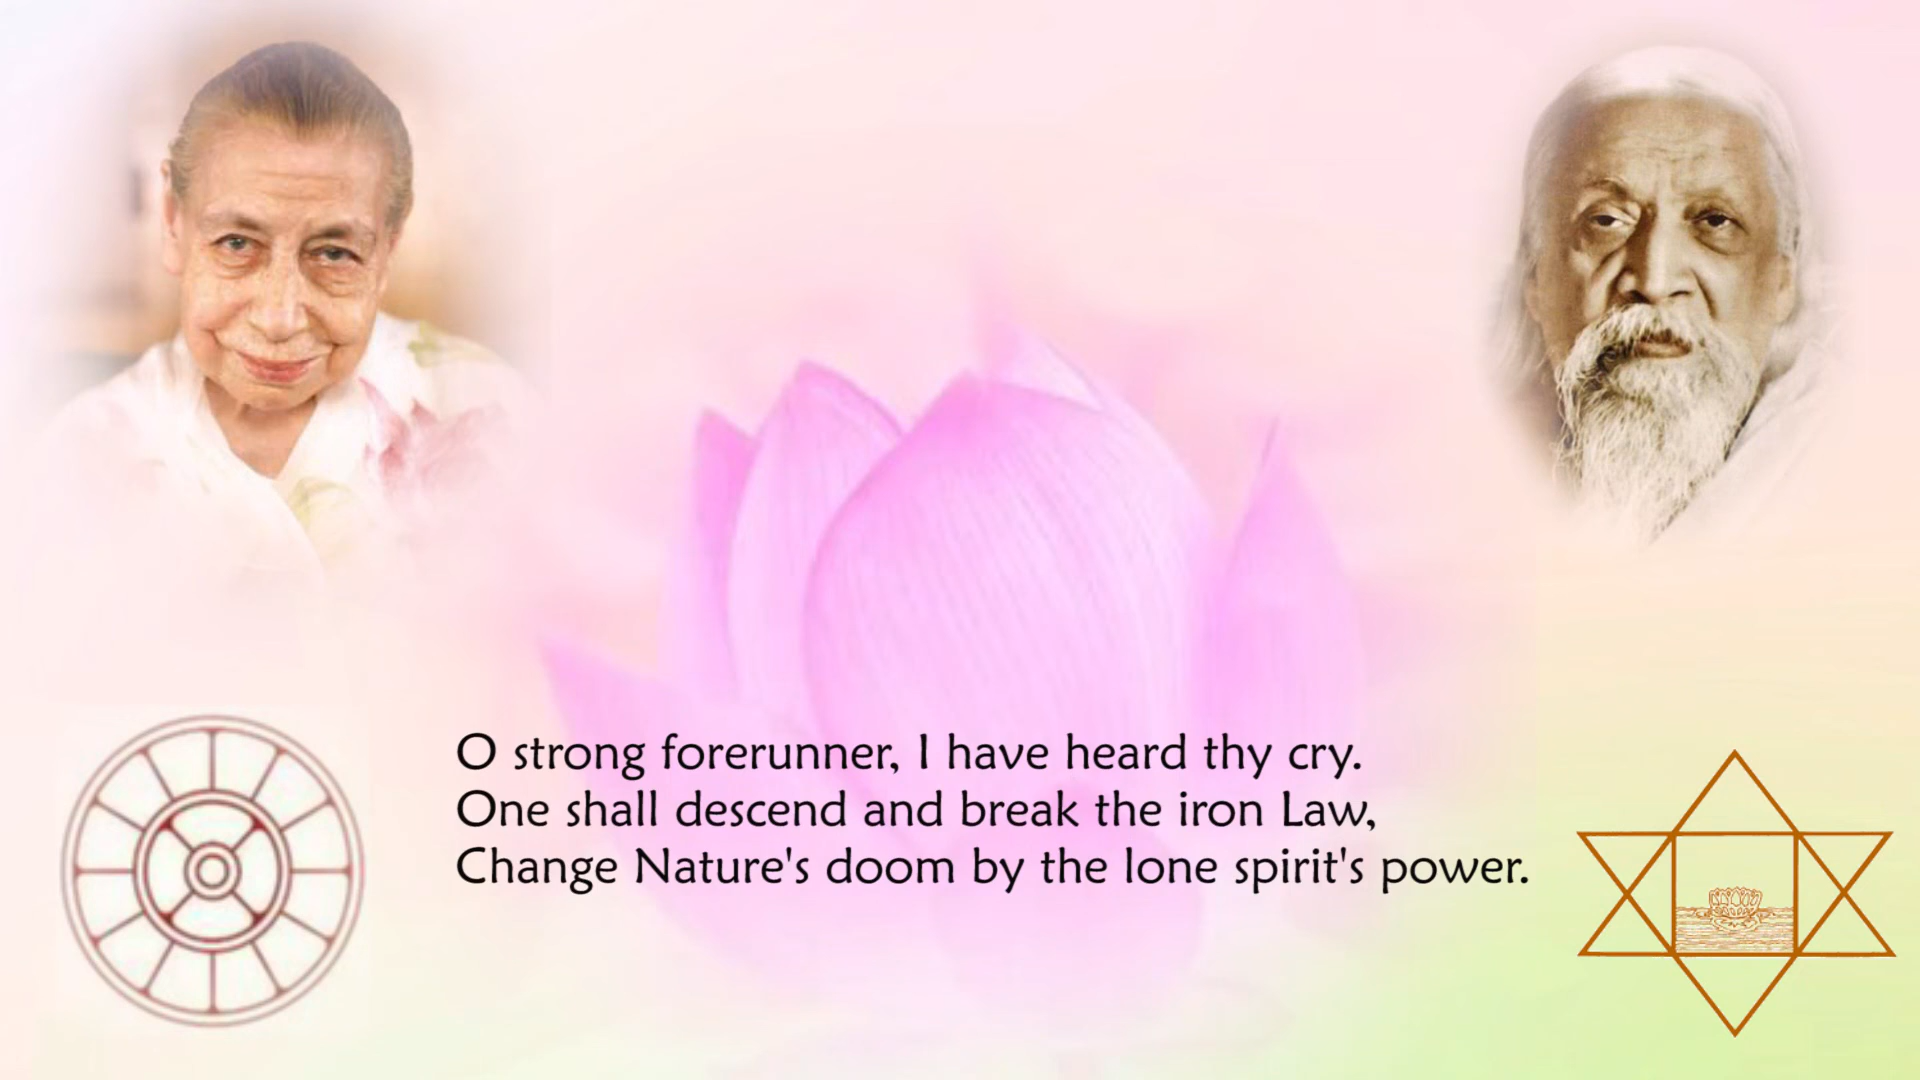 O strong forerunner, I have heard thy cry.
One shall descend and break the iron Law,
Change Nature's doom by the lone spirit's power.